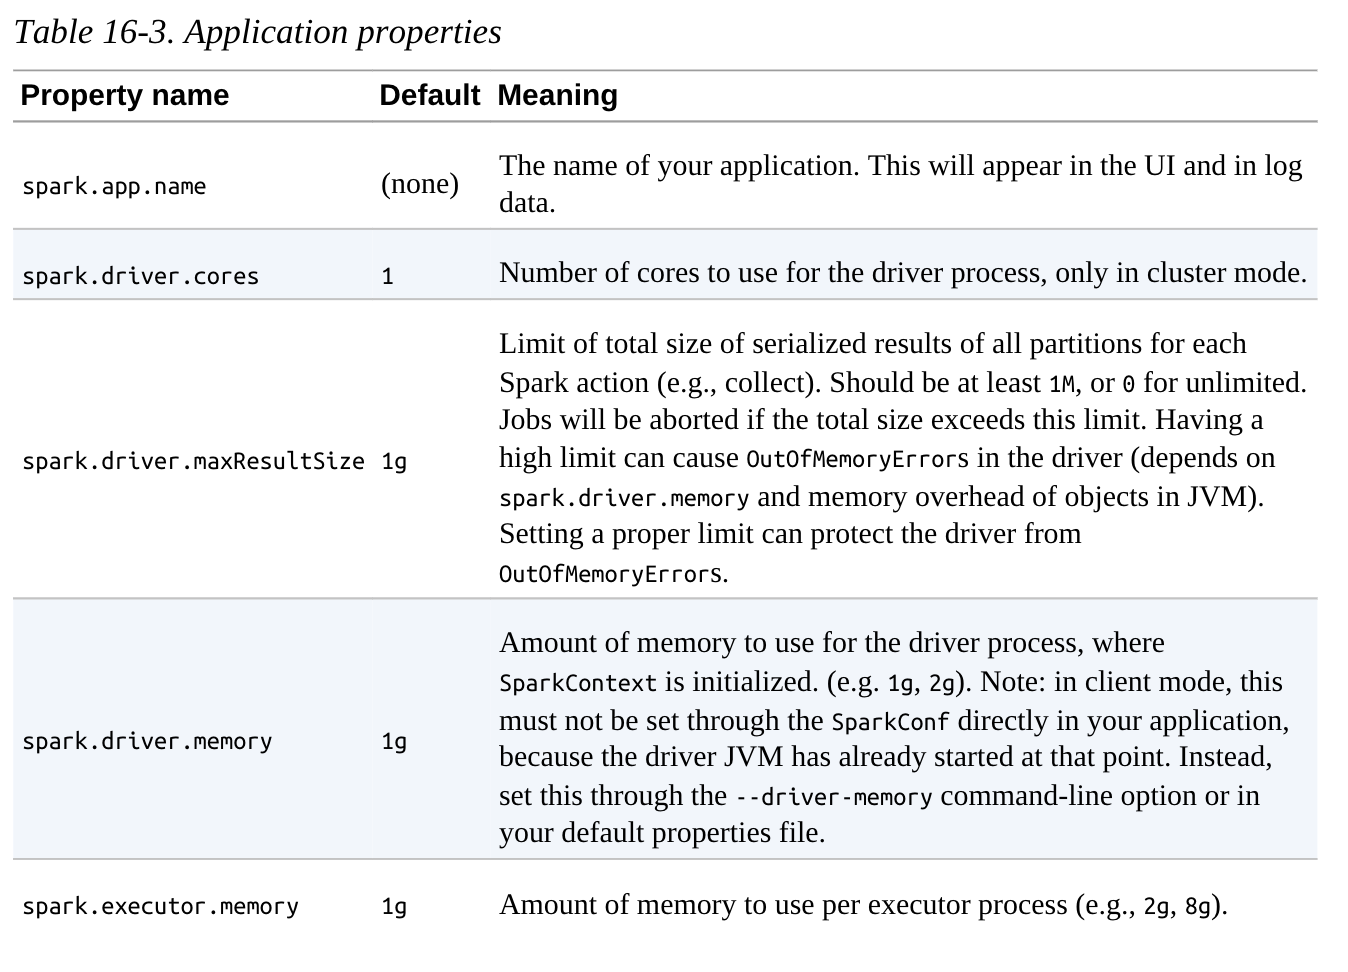 Table 16-3. Application properties
Property name Default Meaning
The name of your application. This will appear in the UI and in log
spark.app.name (none)
data.
spark.driver.cores 1 Number of cores to use for the driver process, only in cluster mode.
Limit of total size of serialized results of all partitions for each
Spark action (e.g., collect). Should be at least 1M, or 0 for unlimited.
Jobs will be aborted if the total size exceeds this limit. Having a
spark.driver.maxResultSize 1g high limit can cause OutOfMemoryErrors in the driver (depends on
spark.driver.memory and memory overhead of objects in JVM).
Setting a proper limit can protect the driver from
OutOfMemoryErrors.
Amount of memory to use for the driver process, where
SparkContext is initialized. (e.g. 1g, 2g). Note: in client mode, this
must not be set through the SparkConf directly in your application,
spark.driver.memory 1g because the driver JVM has already started at that point. Instead,
set this through the --driver-memory command-line option or in
your default properties file.
spark.executor.memory 1g Amount of memory to use per executor process (e.g., 2g, 8g).